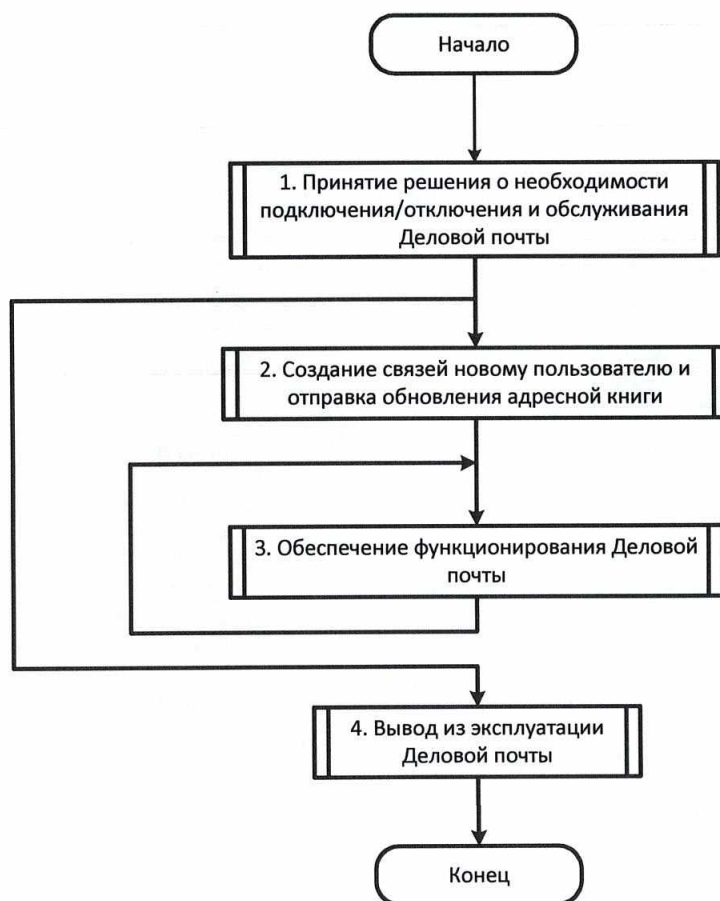 Начало
1. Принятие решения о необходимости
подключения/отключения и обслуживания
Деловой почты
2. Создание связей новому пользователю и
отправка обновления адресной книги
3. Обеспечение функционирования Деловой
почты
4. Вывод из эксплуатации
Деловой почты
Конец